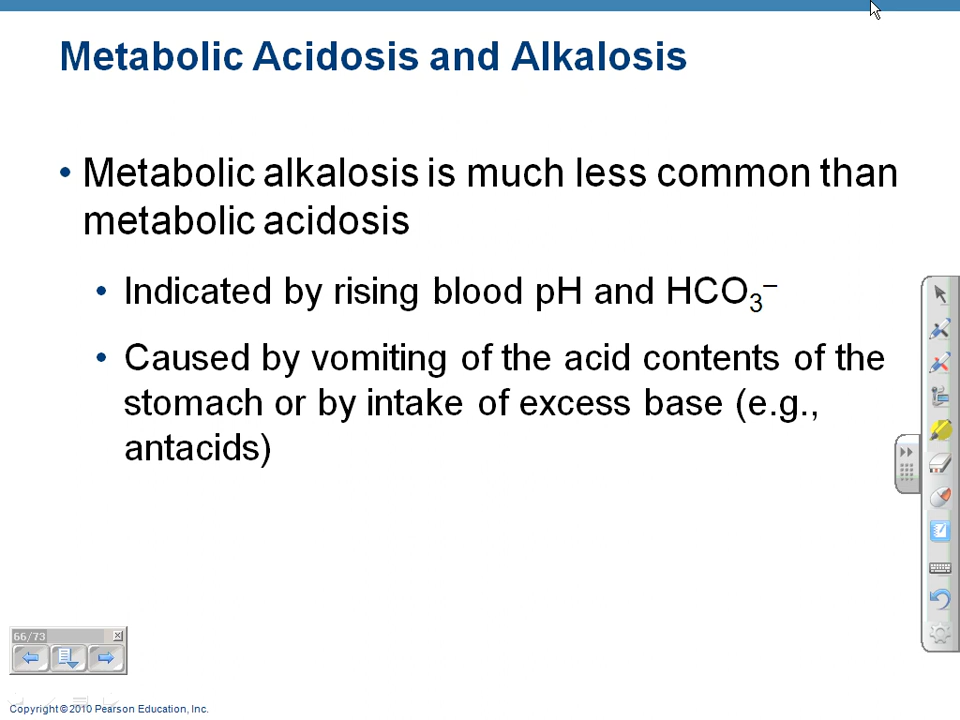 Metabolic Acidosis and Alkalosis
• Metabolic alkalosis is much less common than
metabolic acidosis
• Indicated by rising blood pH and HCO₃⁻
• Caused by vomiting of the acid contents of the
stomach or by intake of excess base (e.g.,
antacids)
66/73
Copyright © 2010 Pearson Education, Inc.